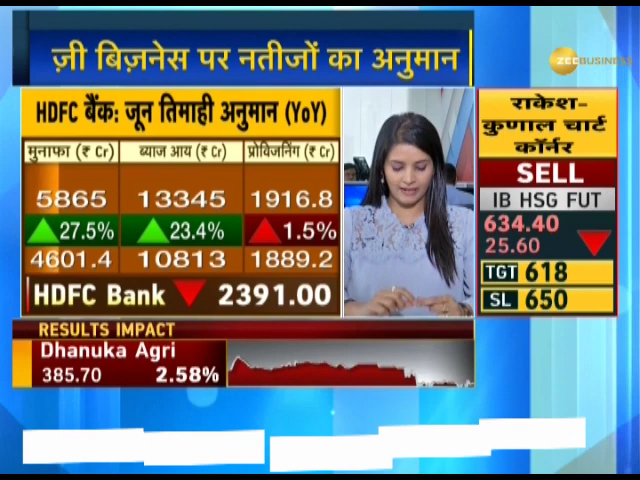 ज़ी बिज़नेस पर नतीजों का अनुमान
ZEEBUSINESS
HDFC बैंक: जून तिमाही अनुमान (YoY)
मुनाफा (₹ Cr) ब्याज आय (₹ Cr) प्रोविजनिंग (₹ Cr)
5865 13345 1916.8
27.5% 23.4% 1.5%
4601.4 10813 1889.2
HDFC Bank 2391.00
राकेश-
कुणाल चार्ट
कॉर्नर
SELL
IB HSG FUT
634.40
25.60
TGT 618
SL 650
RESULTS IMPACT
Dhanuka Agri
385.70 2.58%